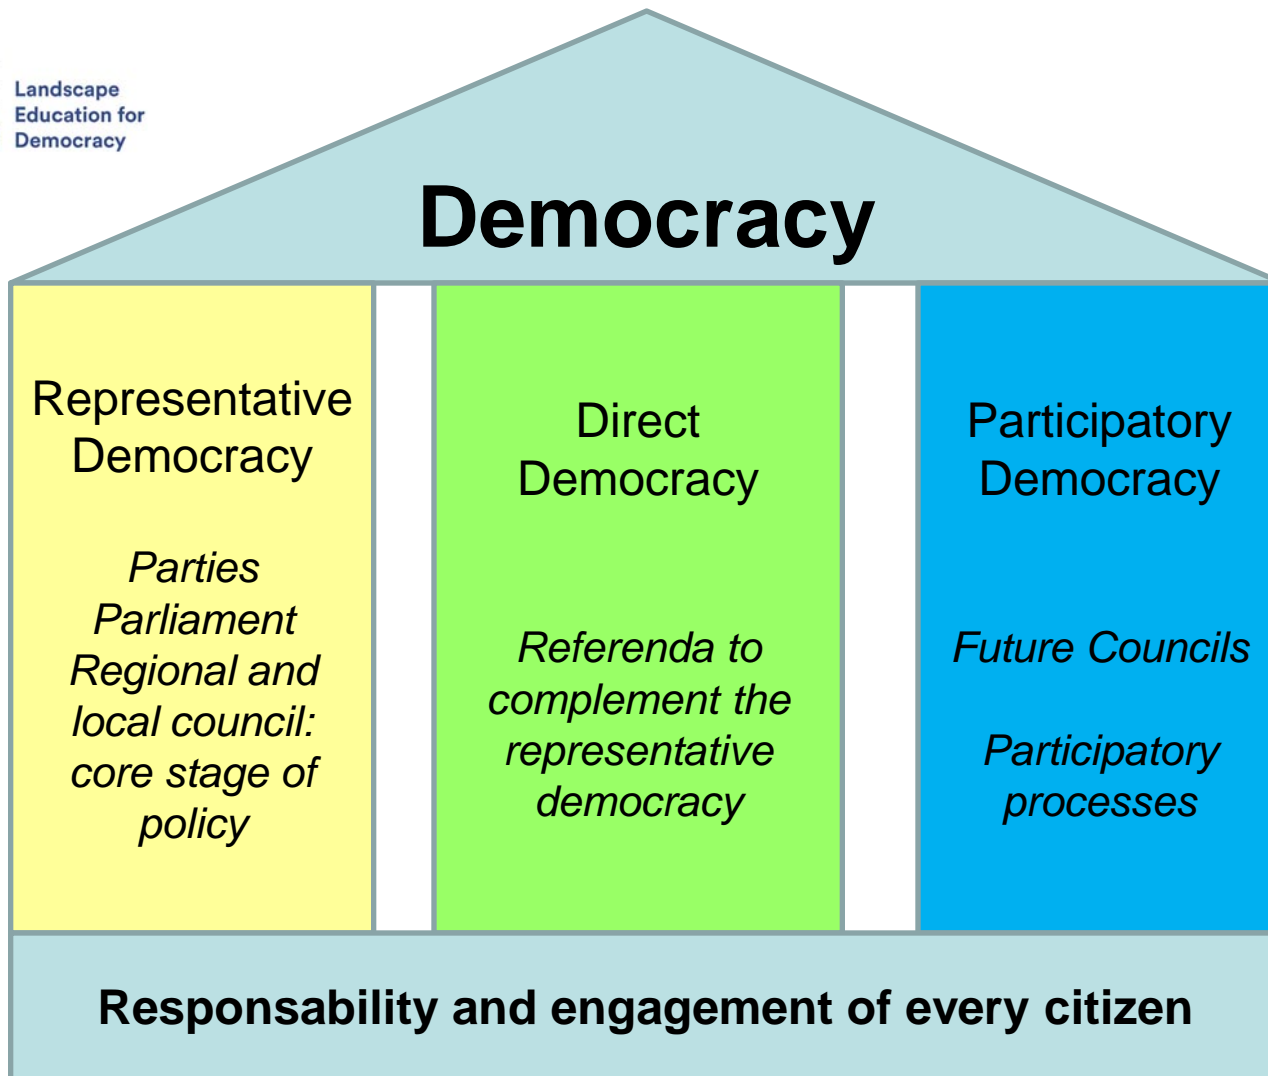 Landscape
Education for
Democracy
Democracy
Representative
Democracy
Parties
Parliament
Regional and
local council:
core stage of
policy
Direct
Democracy
Referenda to
complement the
representative
democracy
Participatory
Democracy
Future Councils
Participatory
processes
Responsability and engagement of every citizen